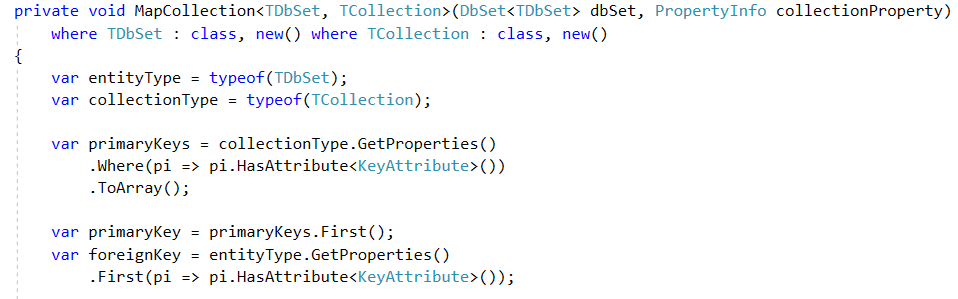 private void MapCollection<TDbSet, TCollection>(DbSet<TDbSet> dbSet, PropertyInfo collectionProperty)
    where TDbSet : class, new() where TCollection : class, new()
{
    var entityType = typeof(TDbSet);
    var collectionType = typeof(TCollection);

    var primaryKeys = collectionType.GetProperties()
        .Where(pi => pi.HasAttribute<KeyAttribute>())
        .ToArray();

    var primaryKey = primaryKeys.First();
    var foreignKey = entityType.GetProperties()
        .First(pi => pi.HasAttribute<KeyAttribute>());